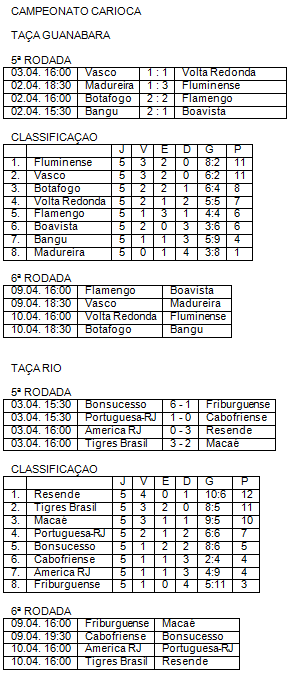 CAMPEONATO CARIOCA
TAÇA GUANABARA
5ª RODADA
03.04. 16:00 Vasco 1 : 1 Volta Redonda
02.04. 18:30 Madureira 1 : 3 Fluminense
02.04. 16:00 Botafogo 2 : 2 Flamengo
02.04. 15:30 Bangu 2 : 1 Boavista
CLASSIFICAÇAO
J V E D G P
1. Fluminense 5 3 2 0 8:2 11
2. Vasco 5 3 2 0 6:2 11
3. Botafogo 5 2 2 1 6:4 8
4. Volta Redonda 5 2 1 2 5:5 7
5. Flamengo 5 1 3 1 4:4 6
6. Boavista 5 2 0 3 3:6 6
7. Bangu 5 1 1 3 5:9 4
8. Madureira 5 0 1 4 3:8 1
6ª RODADA
09.04. 16:00 Flamengo Boavista
09.04. 18:30 Vasco Madureira
10.04. 16:00 Volta Redonda Fluminense
10.04. 18:30 Botafogo Bangu
TAÇA RIO
5ª RODADA
03.04. 15:30 Bonsucesso 6 - 1 Friburguense
03.04. 15:30 Portuguesa-RJ 1 - 0 Cabofriense
03.04. 16:00 America RJ 0 - 3 Resende
03.04. 16:00 Tigres Brasil 3 - 2 Macaé
CLASSIFICAÇAO
J V E D G P
1. Resende 5 4 0 1 10:6 12
2. Tigres Brasil 5 3 2 0 8:5 11
3. Macaé 5 3 1 1 9:5 10
4. Portuguesa-RJ 5 2 1 2 6:6 7
5. Bonsucesso 5 1 2 2 8:6 5
6. Cabofriense 5 1 1 3 2:4 4
7. America RJ 5 1 1 3 4:9 4
8. Friburguense 5 1 0 4 5:11 3
6ª RODADA
09.04. 16:00 Friburguense Macaé
09.04. 19:30 Cabofriense Bonsucesso
10.04. 16:00 America RJ Portuguesa-RJ
10.04. 16:00 Tigres Brasil Resende